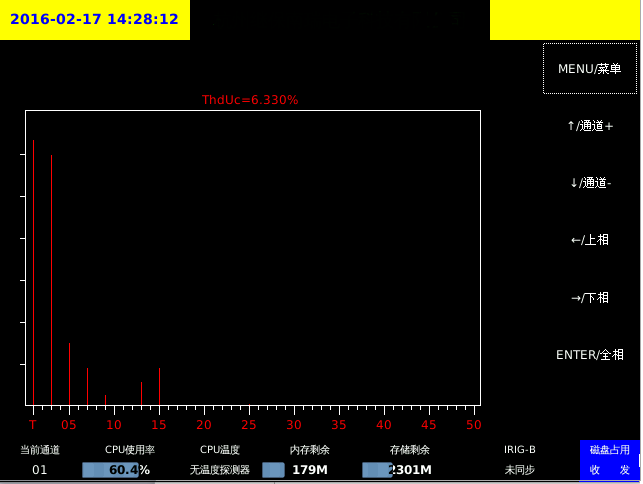 2016-02-17 14:28:12
MENU/菜单
ThdUc=6.330%
↑/通道+
↓/通道-
←/上相
→/下相
ENTER/全相
T 05 10 15 20 25 30 35 40 45 50
当前通道 CPU使用率 CPU温度 内存剩余 存储剩余 IRIG-B 磁盘占用
01 60.4% 无温度探测器 179M 2301M 未同步 收 发